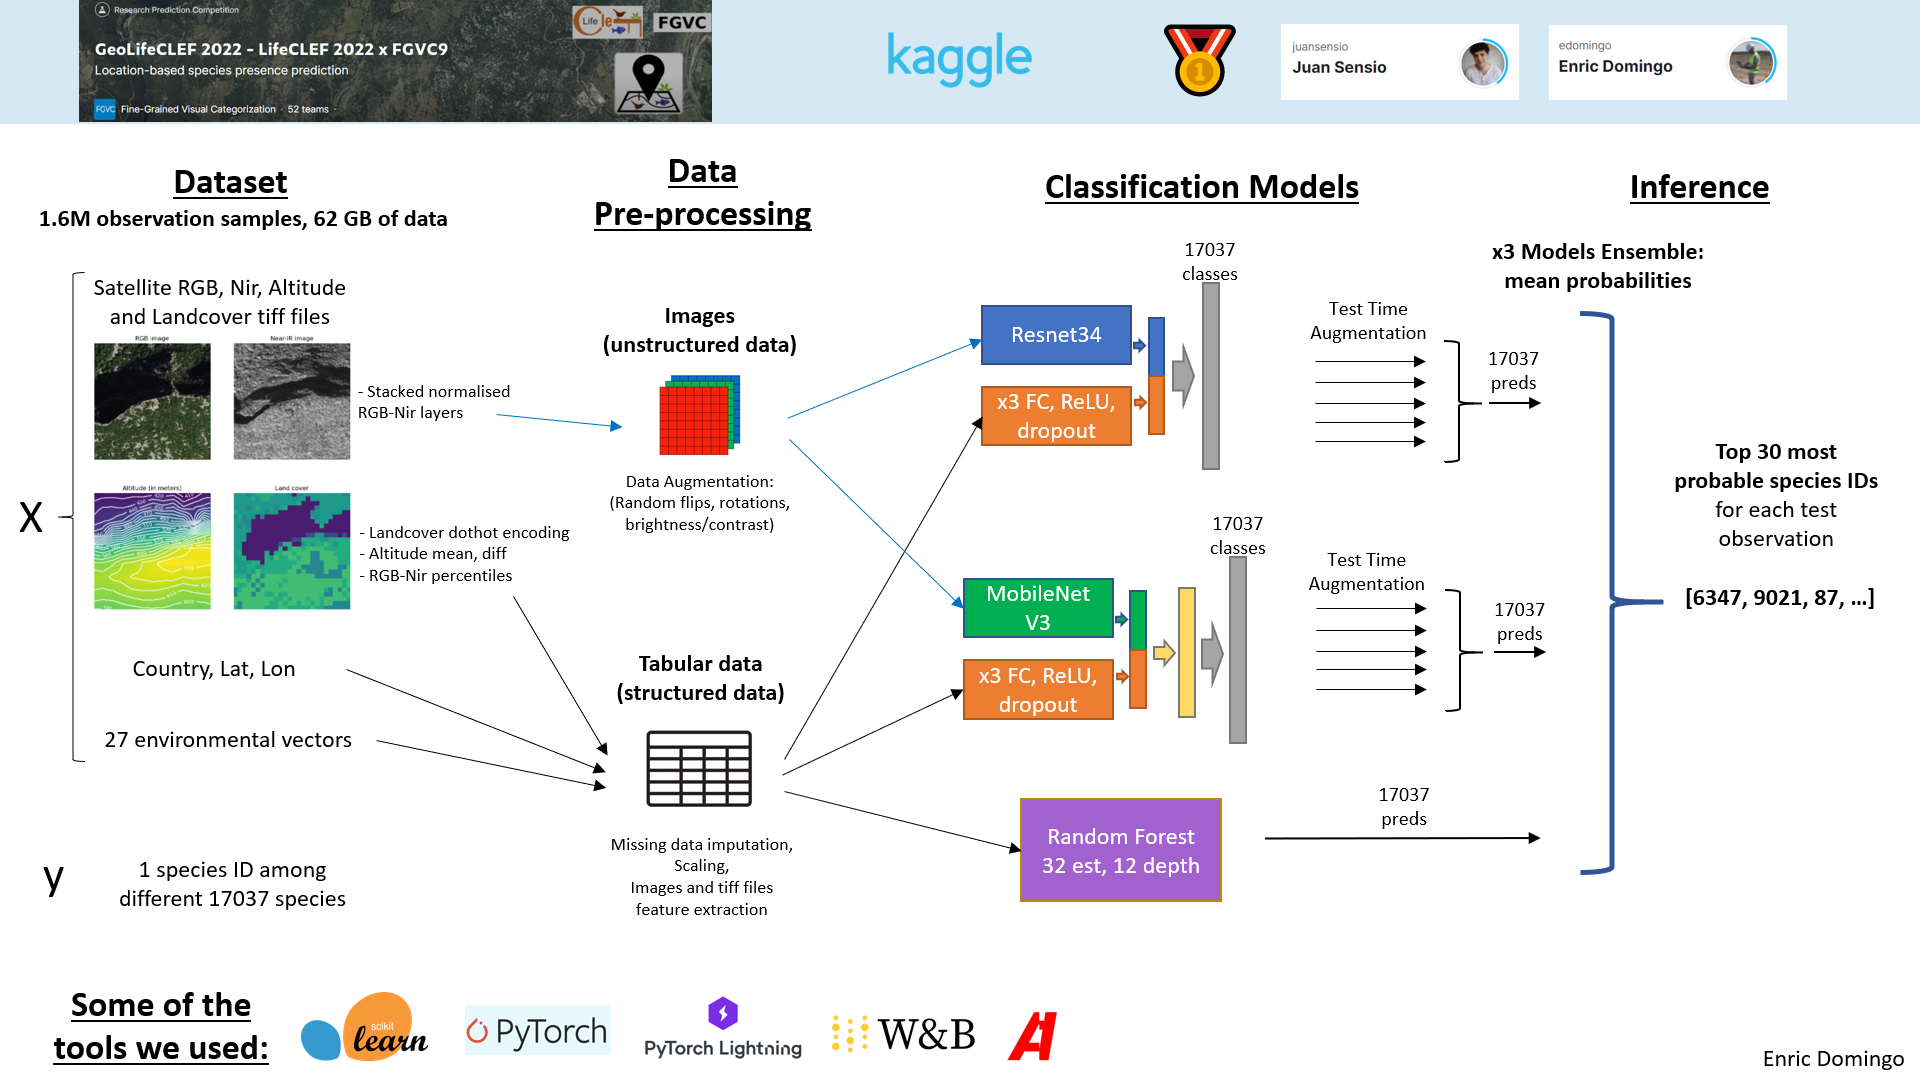 Research Prediction Competition
GeoLifeCLEF 2022 - LifeCLEF 2022 x FGVC9
Location-based species presence prediction
FGVC Fine-Grained Visual Categorization · 52 teams ·
Life
FGVC
kaggle
1
juansensio
Juan Sensio
edomingo
Enric Domingo
Dataset
1.6M observation samples, 62 GB of data
Satellite RGB, Nir, Altitude
and Landcover tiff files
RGB image
Near-IR image
- Stacked normalised
RGB-Nir layers
Altitude (in meters)
Land cover
- Landcover dothot encoding
- Altitude mean, diff
- RGB-Nir percentiles
X
Country, Lat, Lon
27 environmental vectors
y
1 species ID among
different 17037 species
Data
Pre-processing
Images
(unstructured data)
Data Augmentation:
(Random flips, rotations,
brightness/contrast)
Tabular data
(structured data)
Missing data imputation,
Scaling,
Images and tiff files
feature extraction
Classification Models
17037
classes
Resnet34
x3 FC, ReLU,
dropout
Test Time
Augmentation
17037
preds
17037
classes
MobileNet
V3
x3 FC, ReLU,
dropout
Test Time
Augmentation
17037
preds
Random Forest
32 est, 12 depth
17037
preds
Inference
x3 Models Ensemble:
mean probabilities
Top 30 most
probable species IDs
for each test
observation
[6347, 9021, 87, ...]
Some of the
tools we used:
scikit
learn
PyTorch
PyTorch Lightning
W&B
Enric Domingo